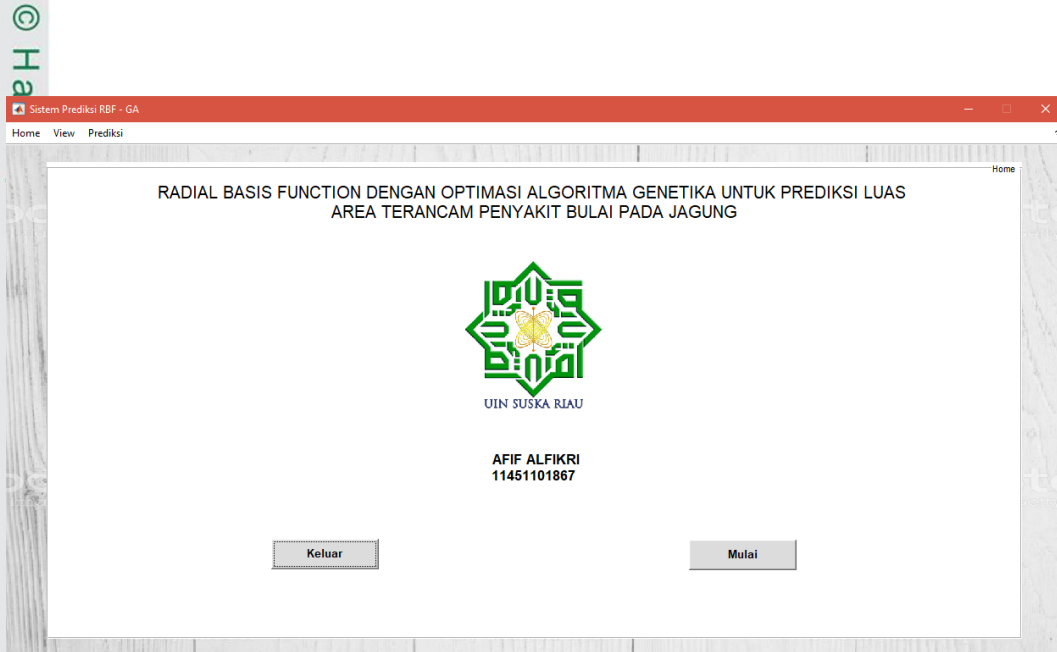 © Ha
Sistem Prediksi RBF - GA
Home View Prediksi
Home
RADIAL BASIS FUNCTION DENGAN OPTIMASI ALGORITMA GENETIKA UNTUK PREDIKSI LUAS
AREA TERANCAM PENYAKIT BULAI PADA JAGUNG
UIN SUSKA RIAU
AFIF ALFIKRI
11451101867
Keluar
Mulai